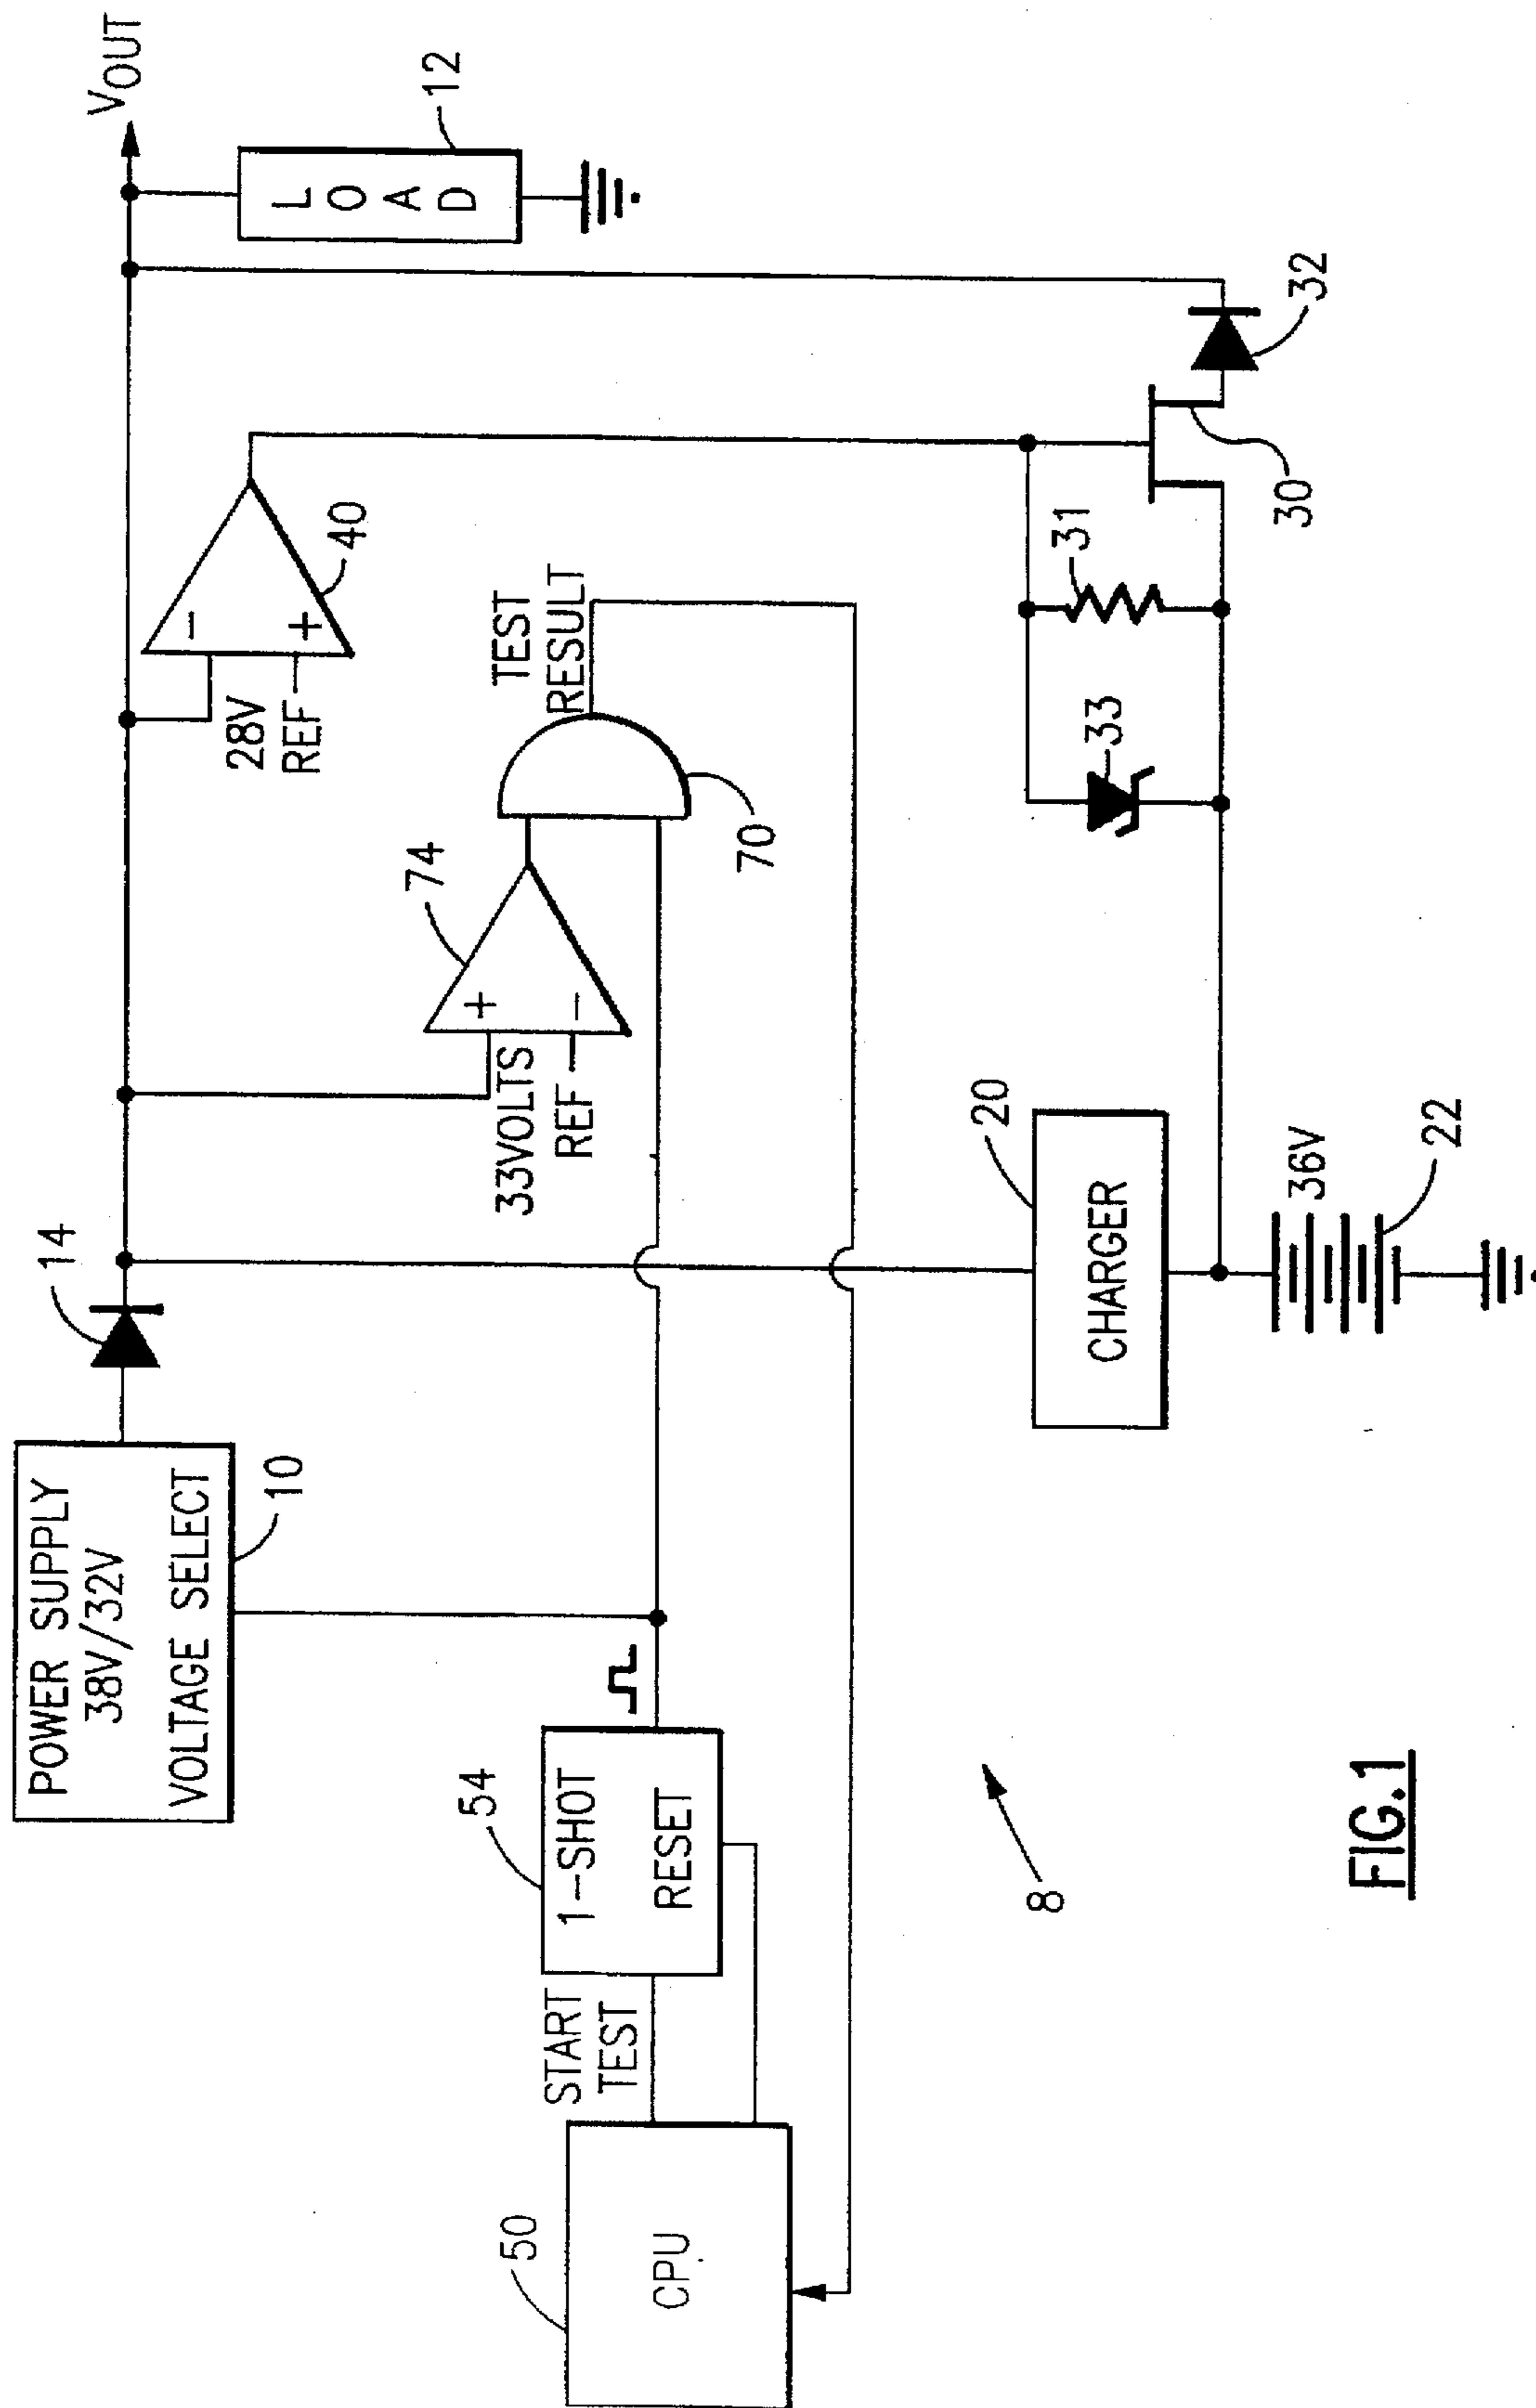 POWER SUPPLY
38V/32V
VOLTAGE SELECT
10
14
VOUT
L
O
A
D
12
28V
REF
−
+
40
54
1-SHOT
RESET
START
TEST
50
CPU
33VOLTS
REF
+
−
74
70
TEST
RESULT
20
CHARGER
36V
22
33
31
30
32
8
FIG.1